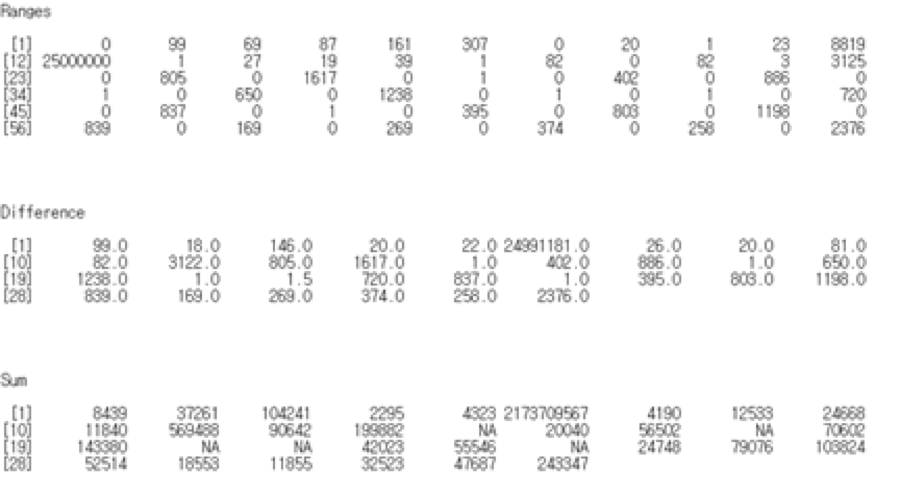 Ranges
[1] 0 99 69 87 161 307 0 20 1 23 8819
[12] 25000000 1 27 19 39 1 82 0 82 3 3125
[23] 0 805 0 1617 0 1 0 402 0 886 0
[34] 1 0 650 0 1238 0 1 0 1 0 720
[45] 0 837 0 1 0 395 0 803 0 1198 0
[56] 839 0 169 0 269 0 374 0 258 0 2376
Difference
[1] 99.0 18.0 146.0 20.0 22.0 24991181.0 26.0 20.0 81.0
[10] 82.0 3122.0 805.0 1617.0 1.0 402.0 886.0 1.0 650.0
[19] 1238.0 1.0 1.5 720.0 837.0 1.0 395.0 803.0 1198.0
[28] 839.0 169.0 269.0 374.0 258.0 2376.0
Sum
[1] 8439 37261 104241 2295 4323 2173709567 4190 12533 24668
[10] 11840 569488 90642 199882 NA 20040 56502 NA 70602
[19] 143380 NA NA 42023 55546 NA 24748 79076 103824
[28] 52514 18553 11855 32523 47687 243347